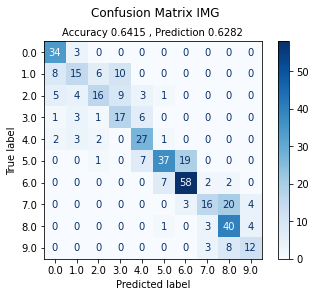 Confusion Matrix IMG
Accuracy 0.6415 , Prediction 0.6282
0.0 34 3 0 0 0 0 0 0 0 0
1.0 8 15 6 10 0 0 0 0 0 0
2.0 5 4 16 9 3 1 0 0 0 0
3.0 1 3 1 17 6 0 0 0 0 0
4.0 2 3 2 0 27 1 0 0 0 0
5.0 0 0 1 0 7 37 19 0 0 0
6.0 0 0 0 0 0 7 58 2 2 0
7.0 0 0 0 0 0 0 3 16 20 4
8.0 0 0 0 0 0 1 0 3 40 4
9.0 0 0 0 0 0 0 0 3 8 12
0.0 1.0 2.0 3.0 4.0 5.0 6.0 7.0 8.0 9.0
Predicted label
True label
50
40
30
20
10
0